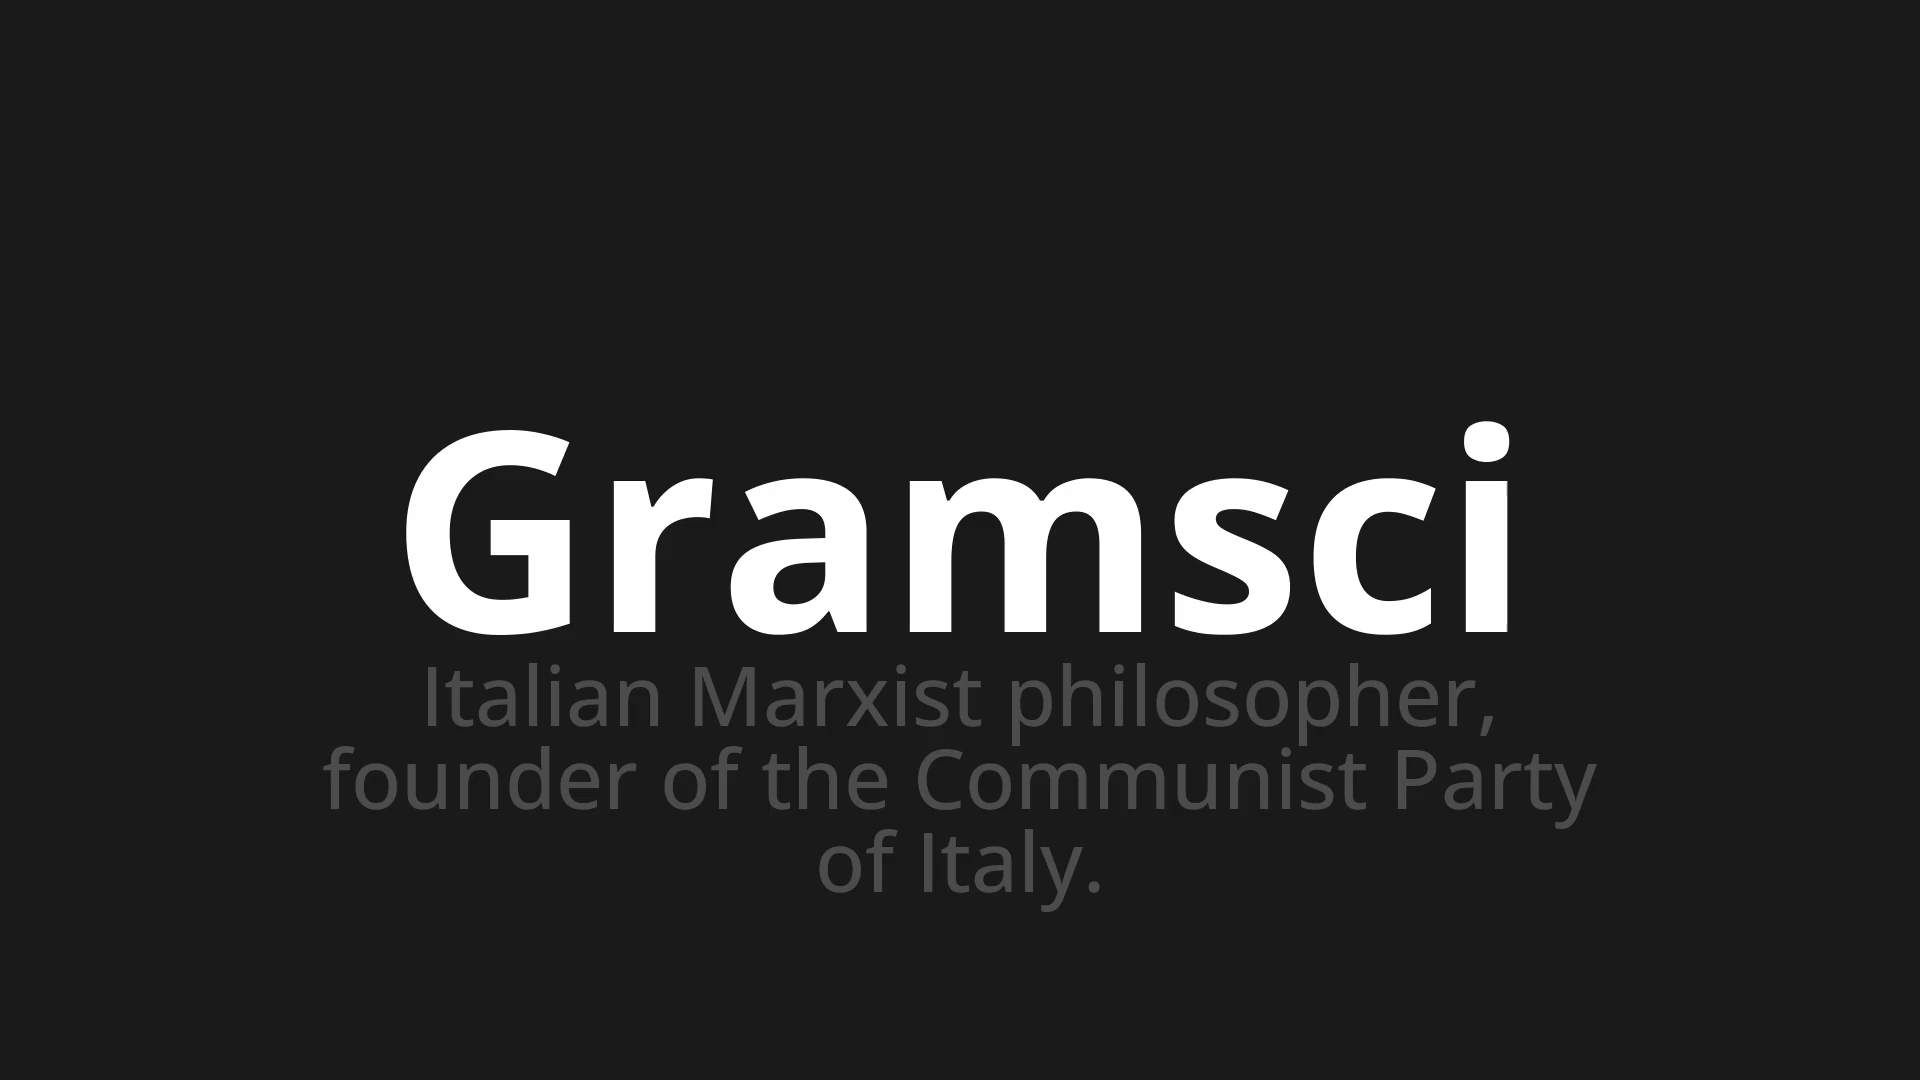 Gramsci
Italian Marxist philosopher,
founder of the Communist Party
of Italy.